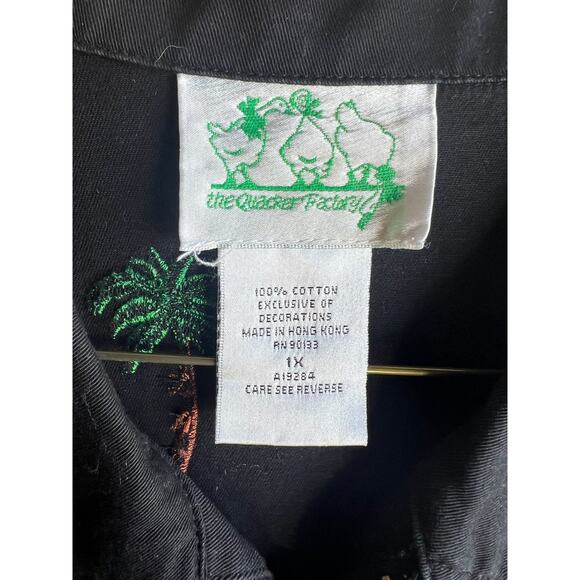 the Quacker Factory
100% COTTON
EXCLUSIVE OF
DECORATIONS
MADE IN HONG KONG
RN 90133
1X
A19284
CARE SEE REVERSE